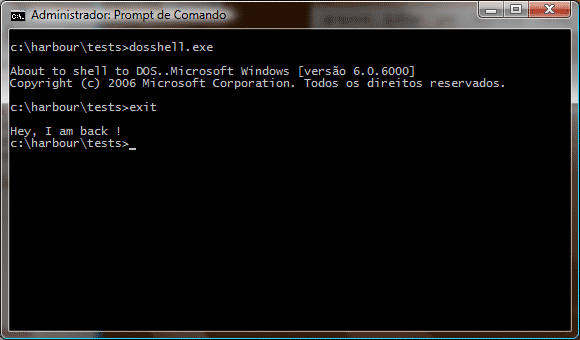 Administrador: Prompt de Comando
c:\harbour\tests>dosshell.exe
About to shell to DOS..Microsoft Windows [versão 6.0.6000]
Copyright (c) 2006 Microsoft Corporation. Todos os direitos reservados.
c:\harbour\tests>exit
Hey, I am back !
c:\harbour\tests>_